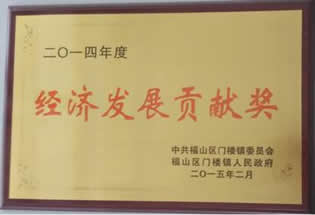 二〇一四年度
经济发展贡献奖
中共福山区门楼镇委员会
福山区门楼镇人民政府
二〇一五年二月